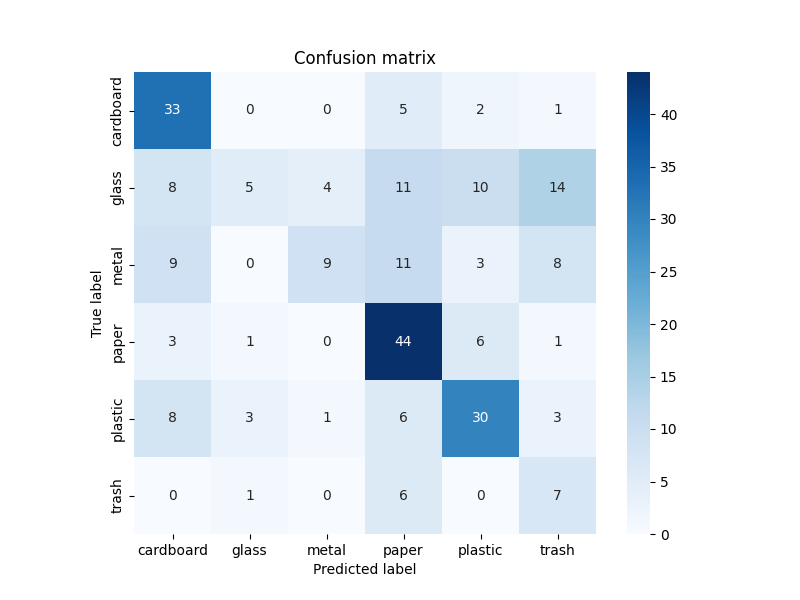 Confusion matrix
True label
cardboard 33 0 0 5 2 1
glass 8 5 4 11 10 14
metal 9 0 9 11 3 8
paper 3 1 0 44 6 1
plastic 8 3 1 6 30 3
trash 0 1 0 6 0 7
cardboard glass metal paper plastic trash
Predicted label
40
35
30
25
20
15
10
5
0